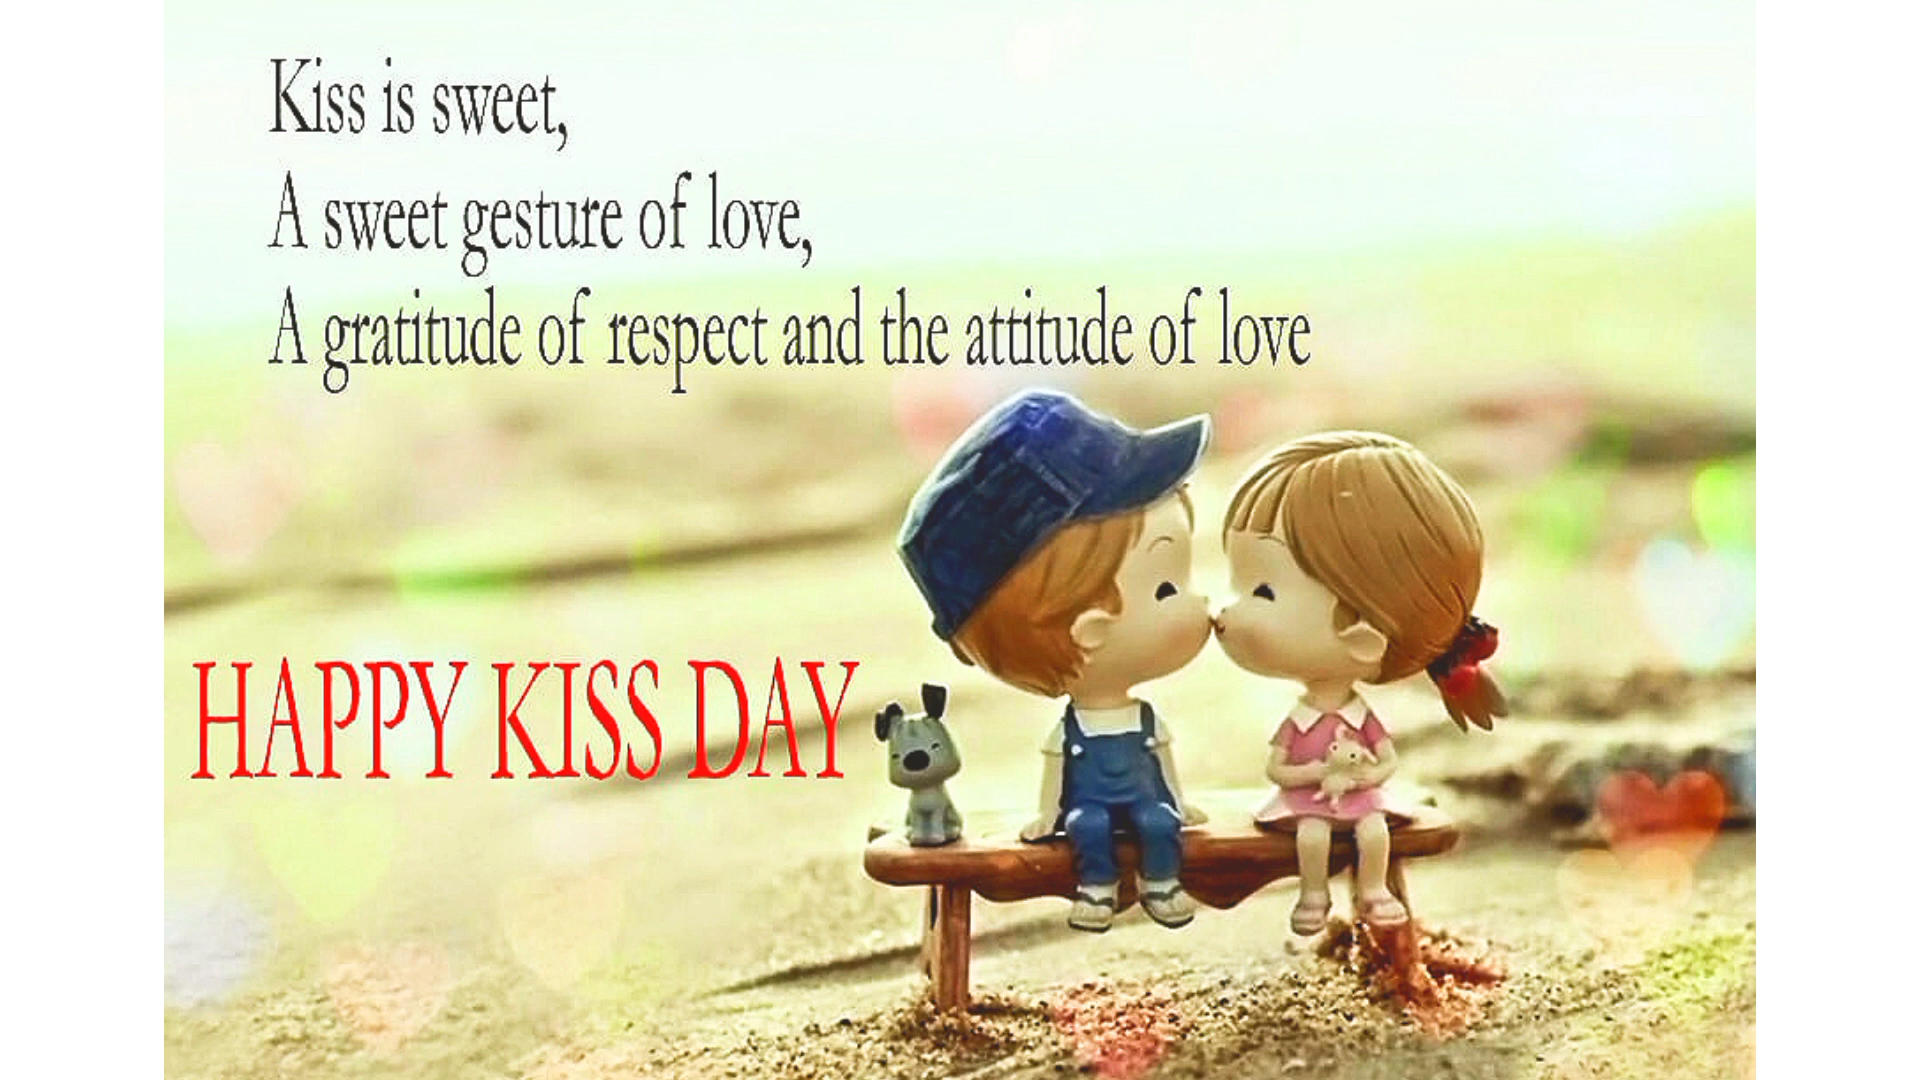 Kiss is sweet,
A sweet gesture of love,
A gratitude of respect and the attitude of love
HAPPY KISS DAY